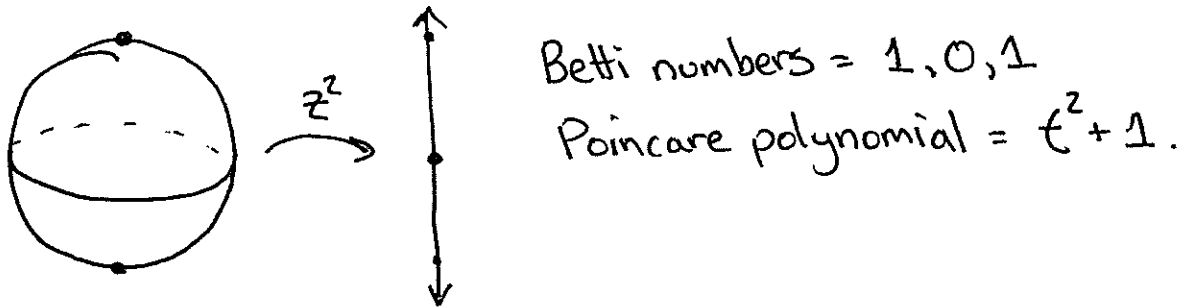 z²
Betti numbers = 1, 0, 1
Poincare polynomial = t² + 1.